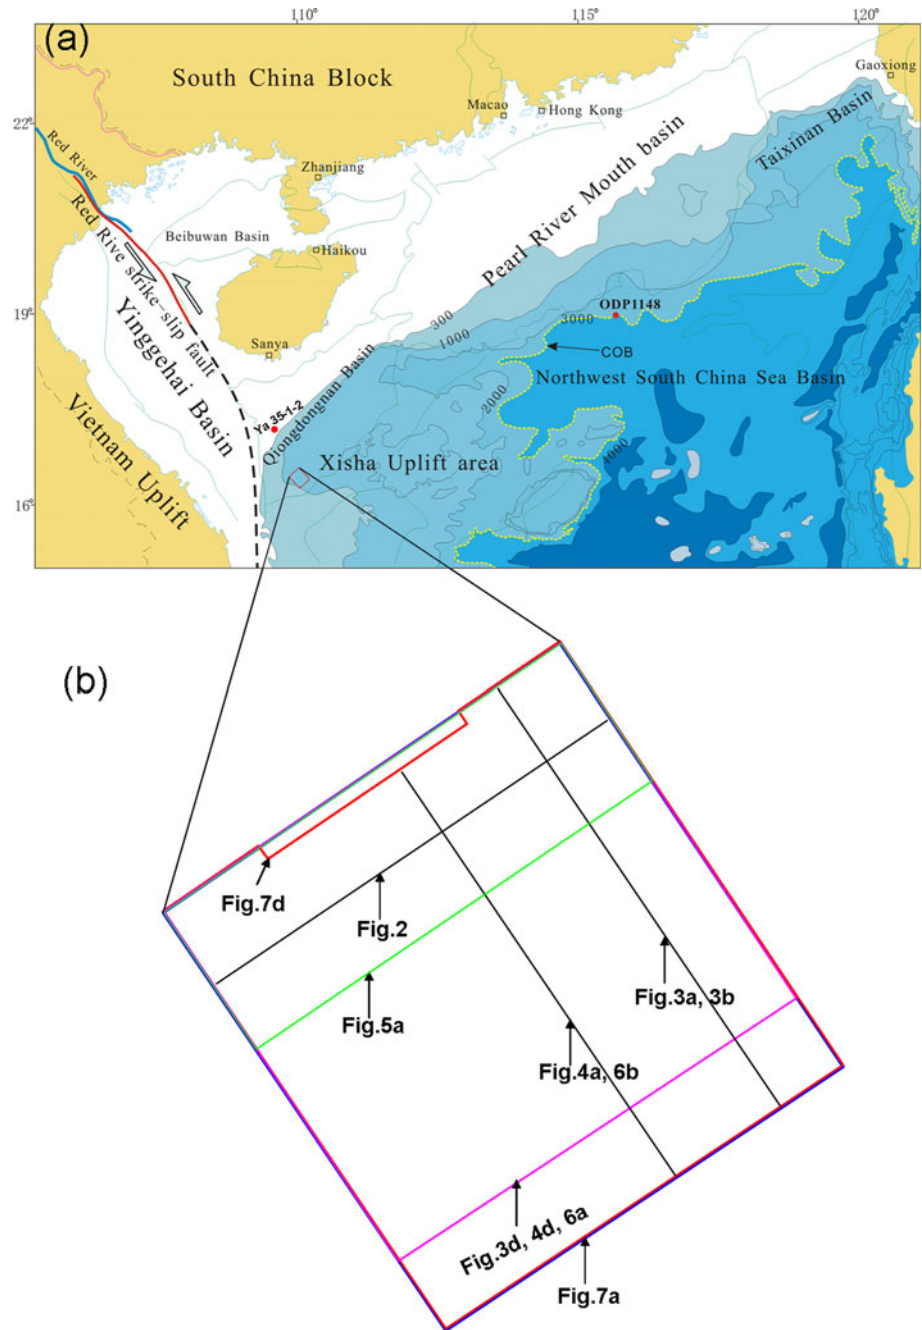 110°
115°
120°
(a)
South China Block
Gaoxiong
Macao
Hong Kong
22°
Red River
Zhanjiang
Taixinan Basin
Pearl River Mouth basin
Red Rive strike-slip fault
Beibuwan Basin
Haikou
19°
300
1000
3000
ODP1148
Yinggehai Basin
Sanya
COB
Qiongdongnan Basin
2000
Northwest South China Sea Basin
Ya 35-1-2
Vietnam Uplift
Xisha Uplift area
4000
16°
(b)
Fig.7d
Fig.2
Fig.5a
Fig.3a, 3b
Fig.4a, 6b
Fig.3d, 4d, 6a
Fig.7a